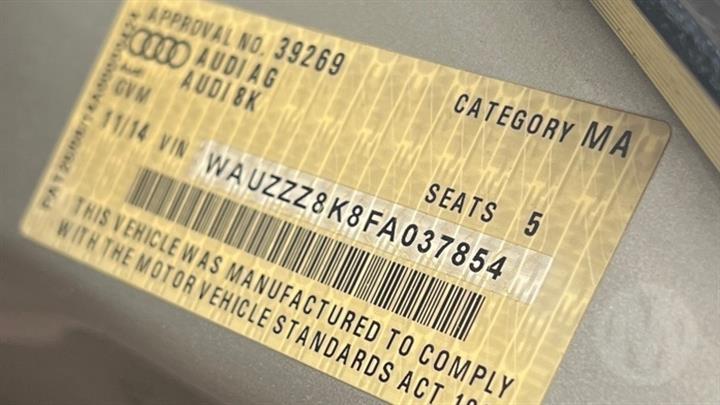 APPROVAL NO. 39269
AUDI AG
Audi
AUDI 8K
CATEGORY MA
GVM
11/14 VIN WAUZZZ8K8FA037854
SEATS 5
THIS VEHICLE WAS MANUFACTURED TO COMPLY
WITH THE MOTOR VEHICLE STANDARDS ACT